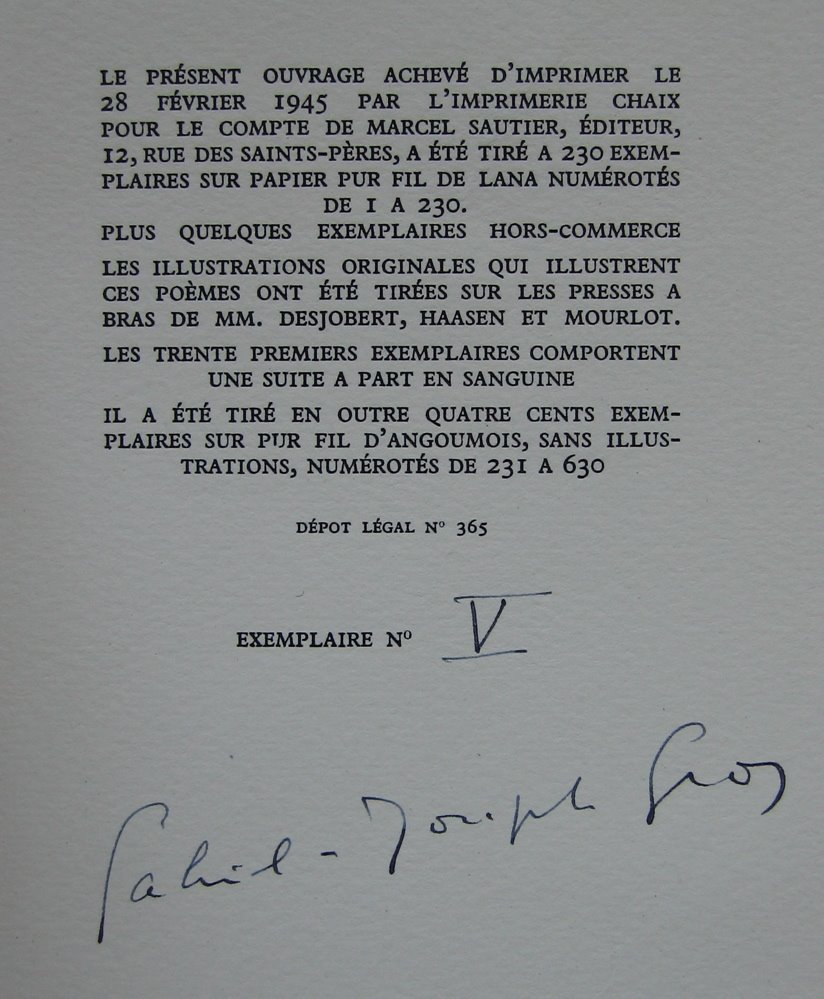 LE PRÉSENT OUVRAGE ACHEVÉ D'IMPRIMER LE
28 FÉVRIER 1945 PAR L'IMPRIMERIE CHAIX
POUR LE COMPTE DE MARCEL SAUTIER, ÉDITEUR,
12, RUE DES SAINTS-PÈRES, A ÉTÉ TIRÉ A 230 EXEM-
PLAIRES SUR PAPIER PUR FIL DE LANA NUMÉROTÉS
DE 1 A 230.
PLUS QUELQUES EXEMPLAIRES HORS-COMMERCE
LES ILLUSTRATIONS ORIGINALES QUI ILLUSTRENT
CES POÈMES ONT ÉTÉ TIRÉES SUR LES PRESSES A
BRAS DE MM. DESJOBERT, HAASEN ET MOURLOT.
LES TRENTE PREMIERS EXEMPLAIRES COMPORTENT
UNE SUITE A PART EN SANGUINE
IL A ÉTÉ TIRÉ EN OUTRE QUATRE CENTS EXEM-
PLAIRES SUR PUR FIL D'ANGOUMOIS, SANS ILLUS-
TRATIONS, NUMÉROTÉS DE 231 A 630
DÉPOT LÉGAL Nº 365
EXEMPLAIRE Nº V
Gabriel-Joseph Gros